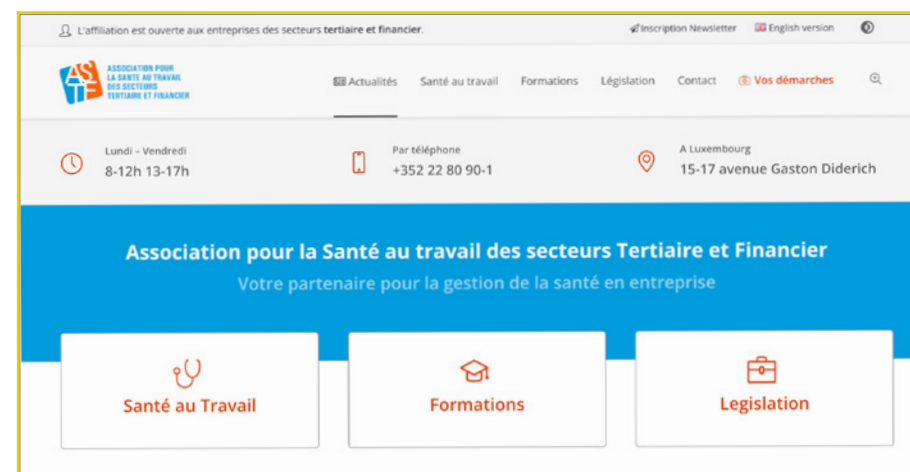 L'affiliation est ouverte aux entreprises des secteurs tertiaire et financier.
Inscription Newsletter English version
ASTF
ASSOCIATION POUR
LA SANTE AU TRAVAIL
DES SECTEURS
TERTIAIRE ET FINANCIER
Actualités Santé au travail Formations Législation Contact Vos démarches
Lundi – Vendredi
8-12h 13-17h
Par téléphone
+352 22 80 90-1
A Luxembourg
15-17 avenue Gaston Diderich
Association pour la Santé au travail des secteurs Tertiaire et Financier
Votre partenaire pour la gestion de la santé en entreprise
Santé au Travail
Formations
Legislation